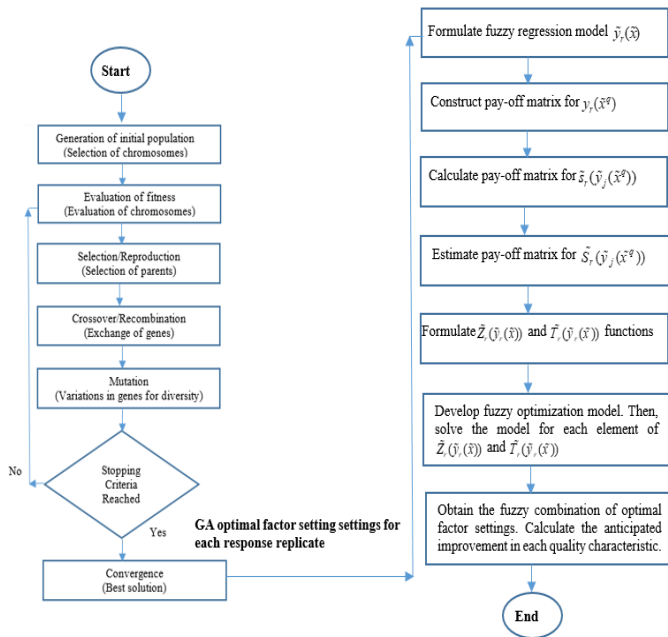 Start
Generation of initial population
(Selection of chromosomes)
Evaluation of fitness
(Evaluation of chromosomes)
Selection/Reproduction
(Selection of parents)
Crossover/Recombination
(Exchange of genes)
Mutation
(Variations in genes for diversity)
Stopping
Criteria
Reached
No
Yes
Convergence
(Best solution)
GA optimal factor setting settings for
each response replicate
Formulate fuzzy regression model ỹᵣ(x̃)
Construct pay-off matrix for yᵣ(x̃^q)
Calculate pay-off matrix for s̃ᵣ(ỹⱼ(x̃^q))
Estimate pay-off matrix for S̃ᵣ(ỹⱼ(x̃^q))
Formulate Z̃ᵣ(ỹᵣ(x̃)) and T̃ᵣ(ỹᵣ(x̃)) functions
Develop fuzzy optimization model. Then,
solve the model for each element of
Z̃ᵣ(ỹᵣ(x̃)) and T̃ᵣ(ỹᵣ(x̃))
Obtain the fuzzy combination of optimal
factor settings. Calculate the anticipated
improvement in each quality characteristic.
End